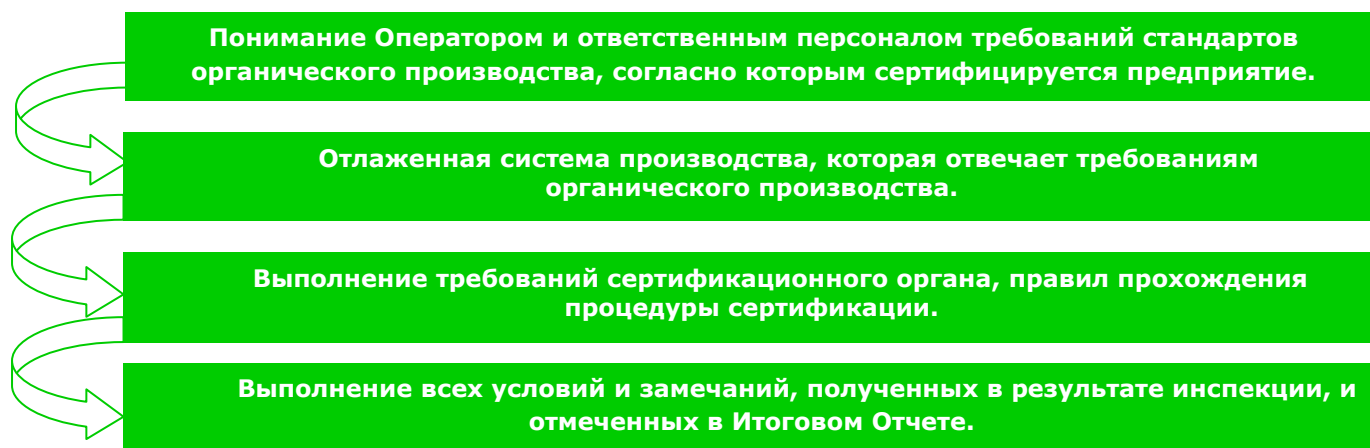 Понимание Оператором и ответственным персоналом требований стандартов
органического производства, согласно которым сертифицируется предприятие.
Отлаженная система производства, которая отвечает требованиям
органического производства.
Выполнение требований сертификационного органа, правил прохождения
процедуры сертификации.
Выполнение всех условий и замечаний, полученных в результате инспекции, и
отмеченных в Итоговом Отчете.